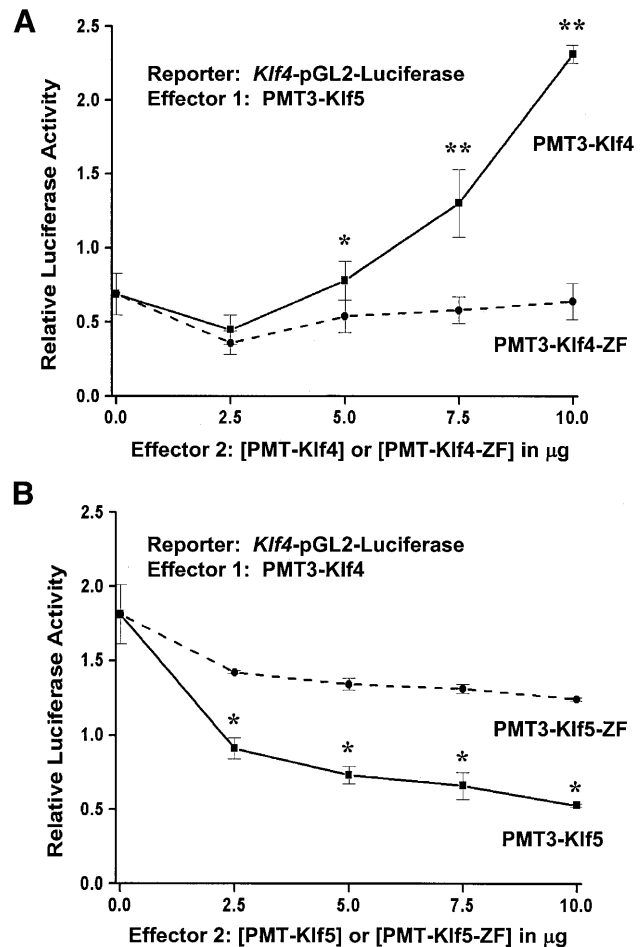 A
2.5
2.0
1.5
1.0
0.5
0.0
Relative Luciferase Activity
Reporter: Klf4-pGL2-Luciferase
Effector 1: PMT3-Klf5
**
**
*
PMT3-Klf4
PMT3-Klf4-ZF
0.0 2.5 5.0 7.5 10.0
Effector 2: [PMT-Klf4] or [PMT-Klf4-ZF] in μg
B
2.5
2.0
1.5
1.0
0.5
0.0
Relative Luciferase Activity
Reporter: Klf4-pGL2-Luciferase
Effector 1: PMT3-Klf4
PMT3-Klf5-ZF
*
*
*
*
PMT3-Klf5
0.0 2.5 5.0 7.5 10.0
Effector 2: [PMT-Klf5] or [PMT-Klf5-ZF] in μg